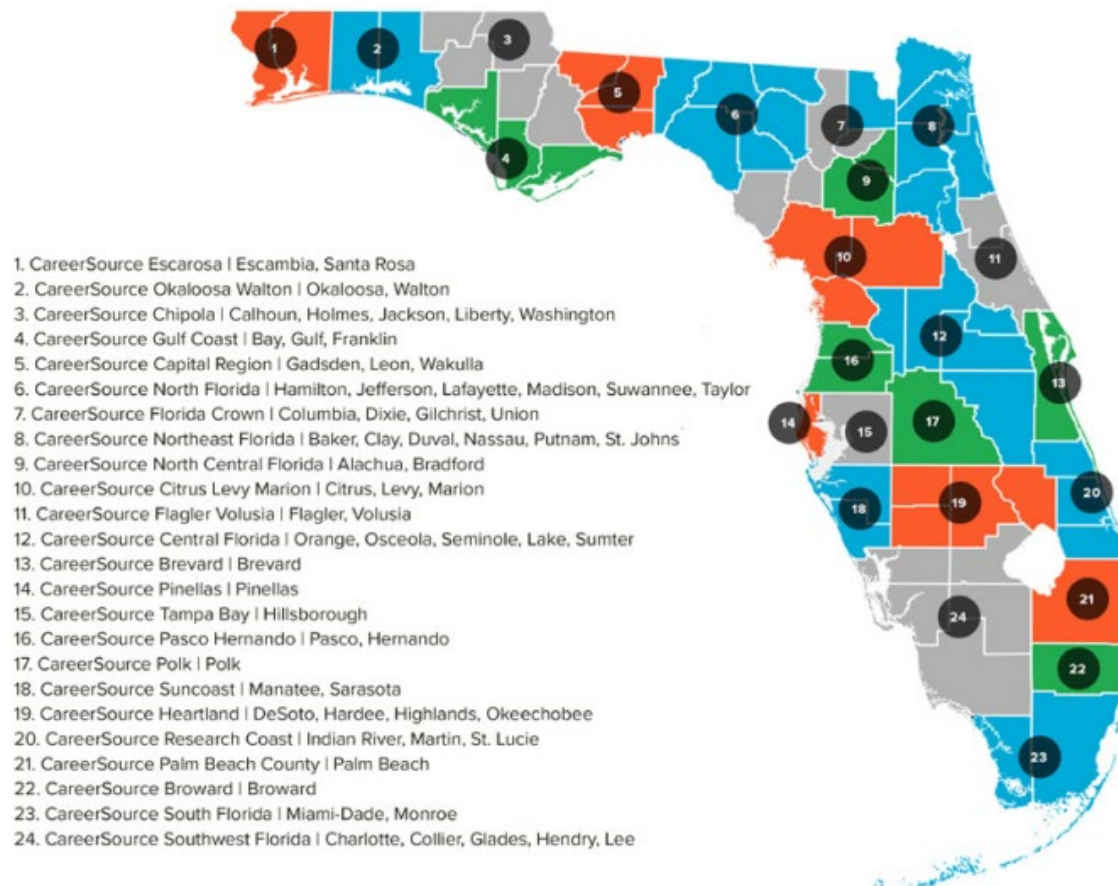 1
2
3
4
5
6
7
8
9
10
11
12
13
14
15
16
17
18
19
20
21
22
23
24
1. CareerSource Escarosa | Escambia, Santa Rosa
2. CareerSource Okaloosa Walton | Okaloosa, Walton
3. CareerSource Chipola | Calhoun, Holmes, Jackson, Liberty, Washington
4. CareerSource Gulf Coast | Bay, Gulf, Franklin
5. CareerSource Capital Region | Gadsden, Leon, Wakulla
6. CareerSource North Florida | Hamilton, Jefferson, Lafayette, Madison, Suwannee, Taylor
7. CareerSource Florida Crown | Columbia, Dixie, Gilchrist, Union
8. CareerSource Northeast Florida | Baker, Clay, Duval, Nassau, Putnam, St. Johns
9. CareerSource North Central Florida | Alachua, Bradford
10. CareerSource Citrus Levy Marion | Citrus, Levy, Marion
11. CareerSource Flagler Volusia | Flagler, Volusia
12. CareerSource Central Florida | Orange, Osceola, Seminole, Lake, Sumter
13. CareerSource Brevard | Brevard
14. CareerSource Pinellas | Pinellas
15. CareerSource Tampa Bay | Hillsborough
16. CareerSource Pasco Hernando | Pasco, Hernando
17. CareerSource Polk | Polk
18. CareerSource Suncoast | Manatee, Sarasota
19. CareerSource Heartland | DeSoto, Hardee, Highlands, Okeechobee
20. CareerSource Research Coast | Indian River, Martin, St. Lucie
21. CareerSource Palm Beach County | Palm Beach
22. CareerSource Broward | Broward
23. CareerSource South Florida | Miami-Dade, Monroe
24. CareerSource Southwest Florida | Charlotte, Collier, Glades, Hendry, Lee